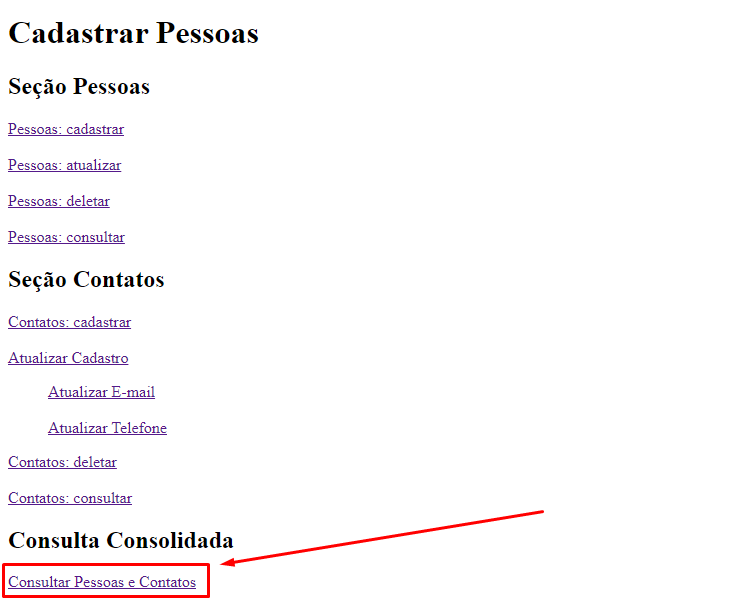 Cadastrar Pessoas
Seção Pessoas
Pessoas: cadastrar
Pessoas: atualizar
Pessoas: deletar
Pessoas: consultar
Seção Contatos
Contatos: cadastrar
Atualizar Cadastro
Atualizar E-mail
Atualizar Telefone
Contatos: deletar
Contatos: consultar
Consulta Consolidada
Consultar Pessoas e Contatos